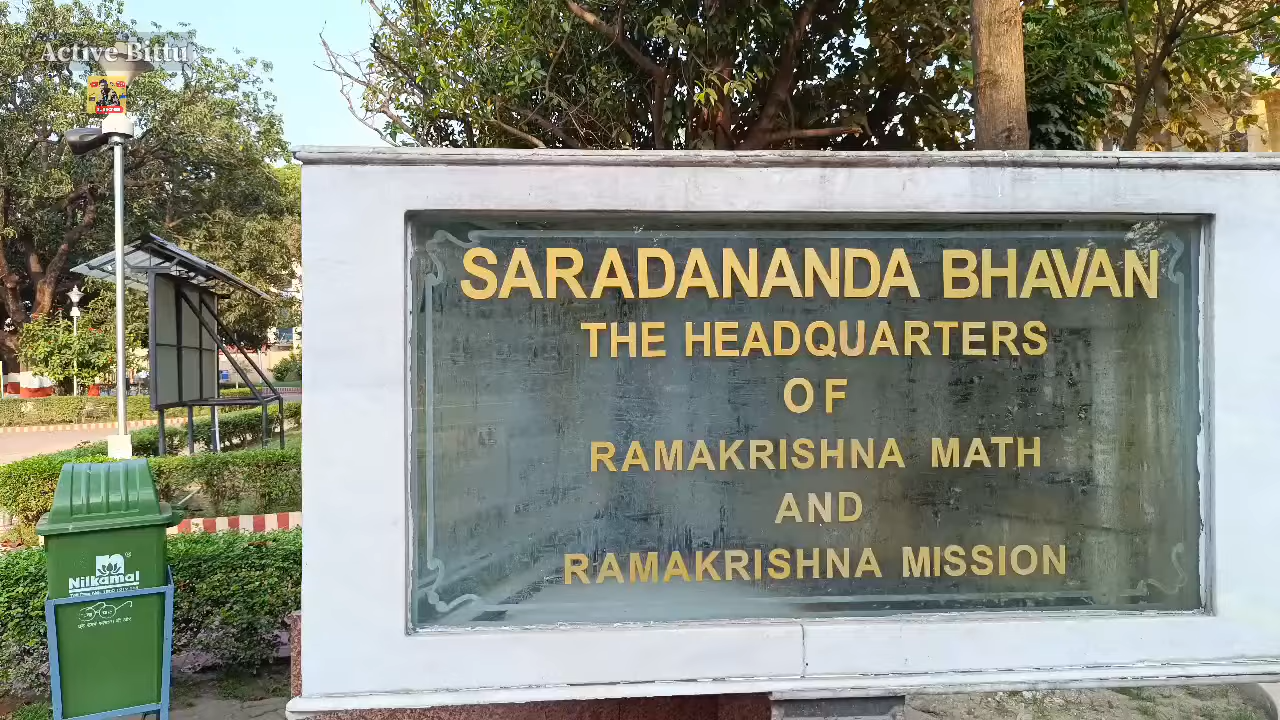 Active Bittu
SARADANANDA BHAVAN
THE HEADQUARTERS
OF
RAMAKRISHNA MATH
AND
RAMAKRISHNA MISSION
Nilkamal